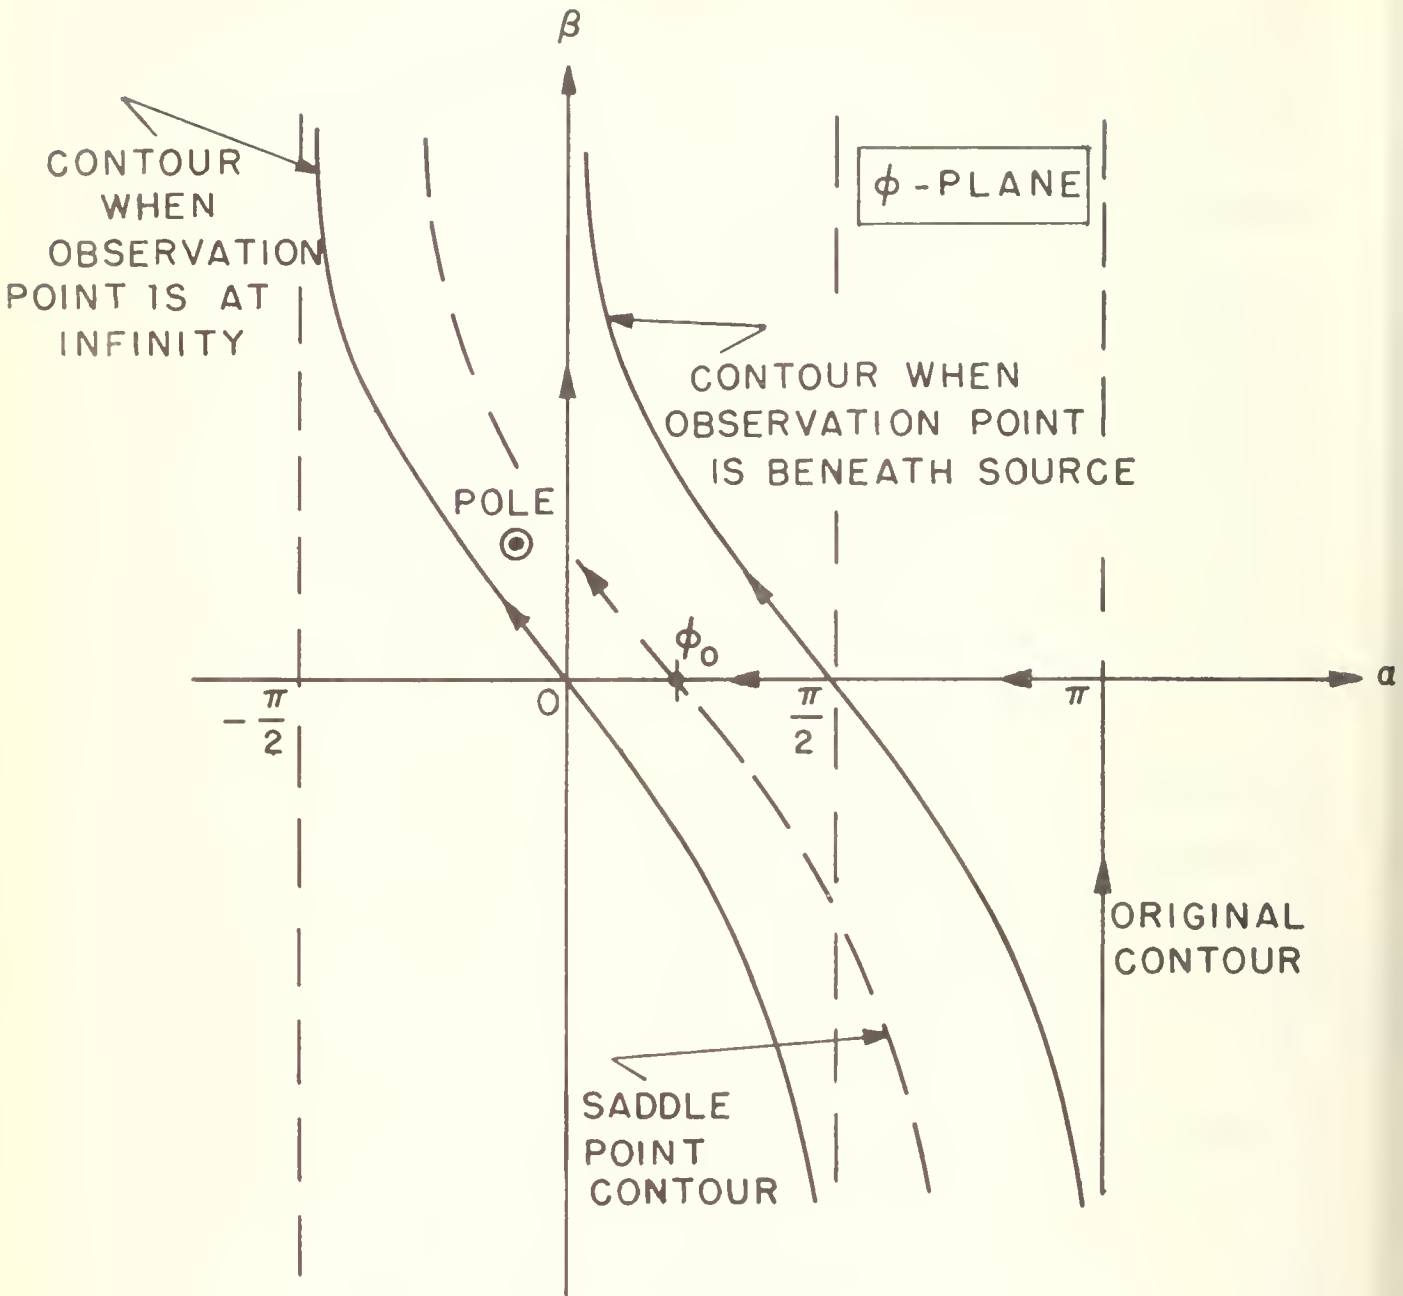 β
CONTOUR
WHEN
OBSERVATION
POINT IS AT
INFINITY
ϕ-PLANE
CONTOUR WHEN
OBSERVATION POINT
IS BENEATH SOURCE
POLE
ϕ₀
α
-π/2
O
π/2
π
ORIGINAL
CONTOUR
SADDLE
POINT
CONTOUR